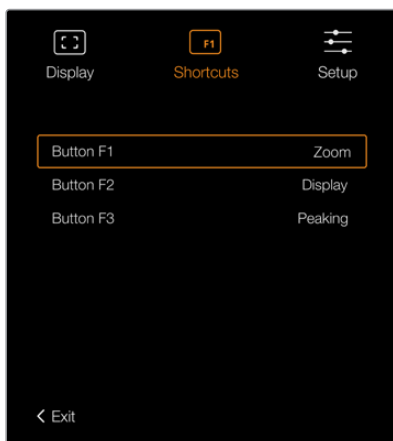 F1
Display Shortcuts Setup
Button F1 Zoom
Button F2 Display
Button F3 Peaking
Exit